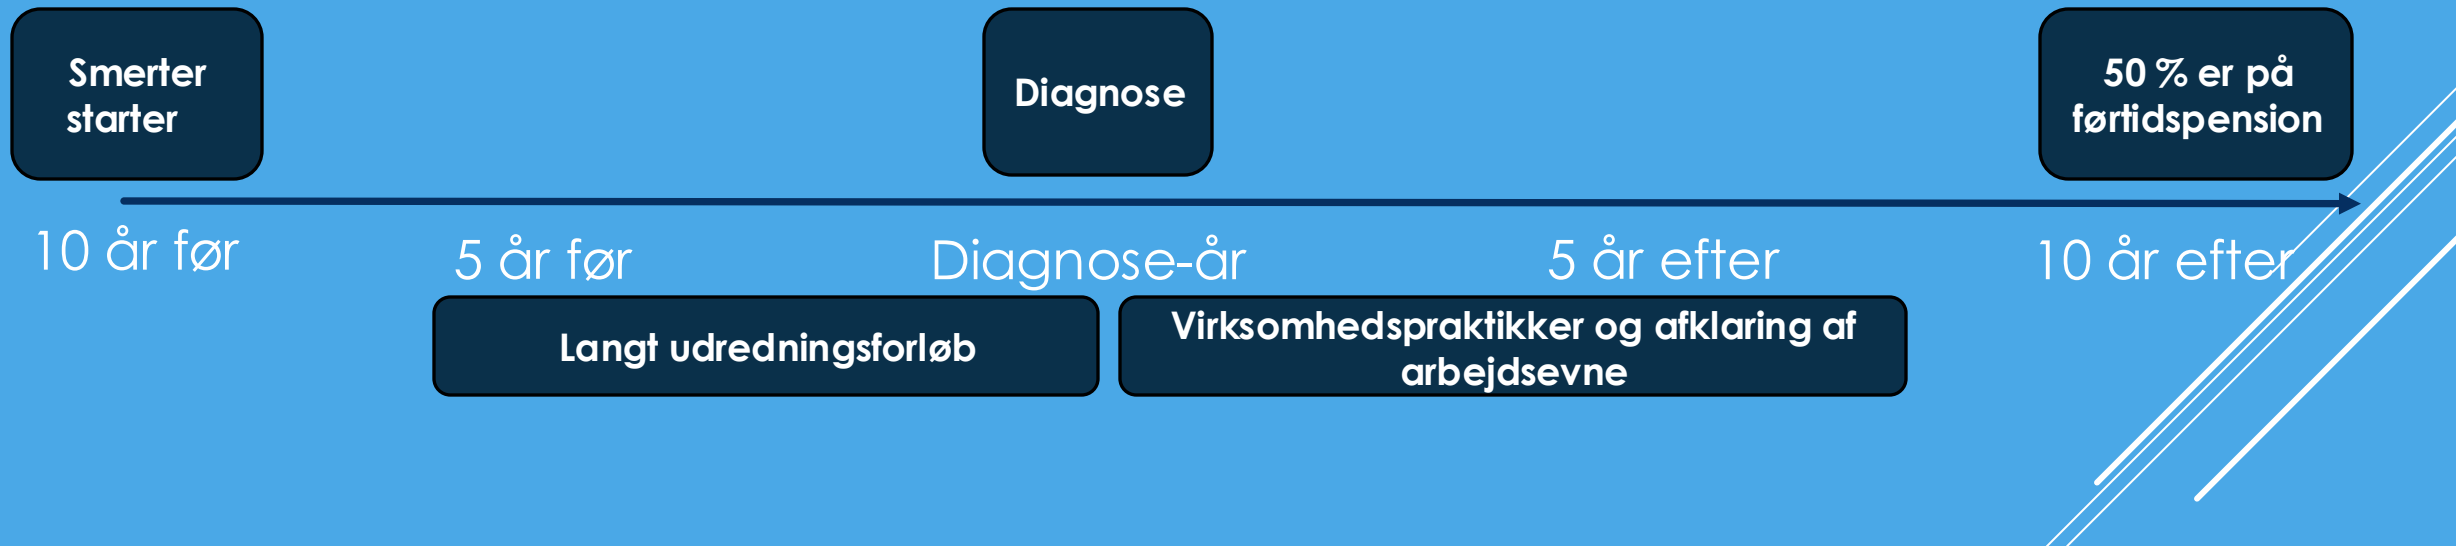 Smerter
starter
Diagnose
50 % er på
førtidspension
10 år før
5 år før
Diagnose-år
5 år efter
10 år efter
Langt udredningsforløb
Virksomhedspraktikker og afklaring af
arbejdsevne